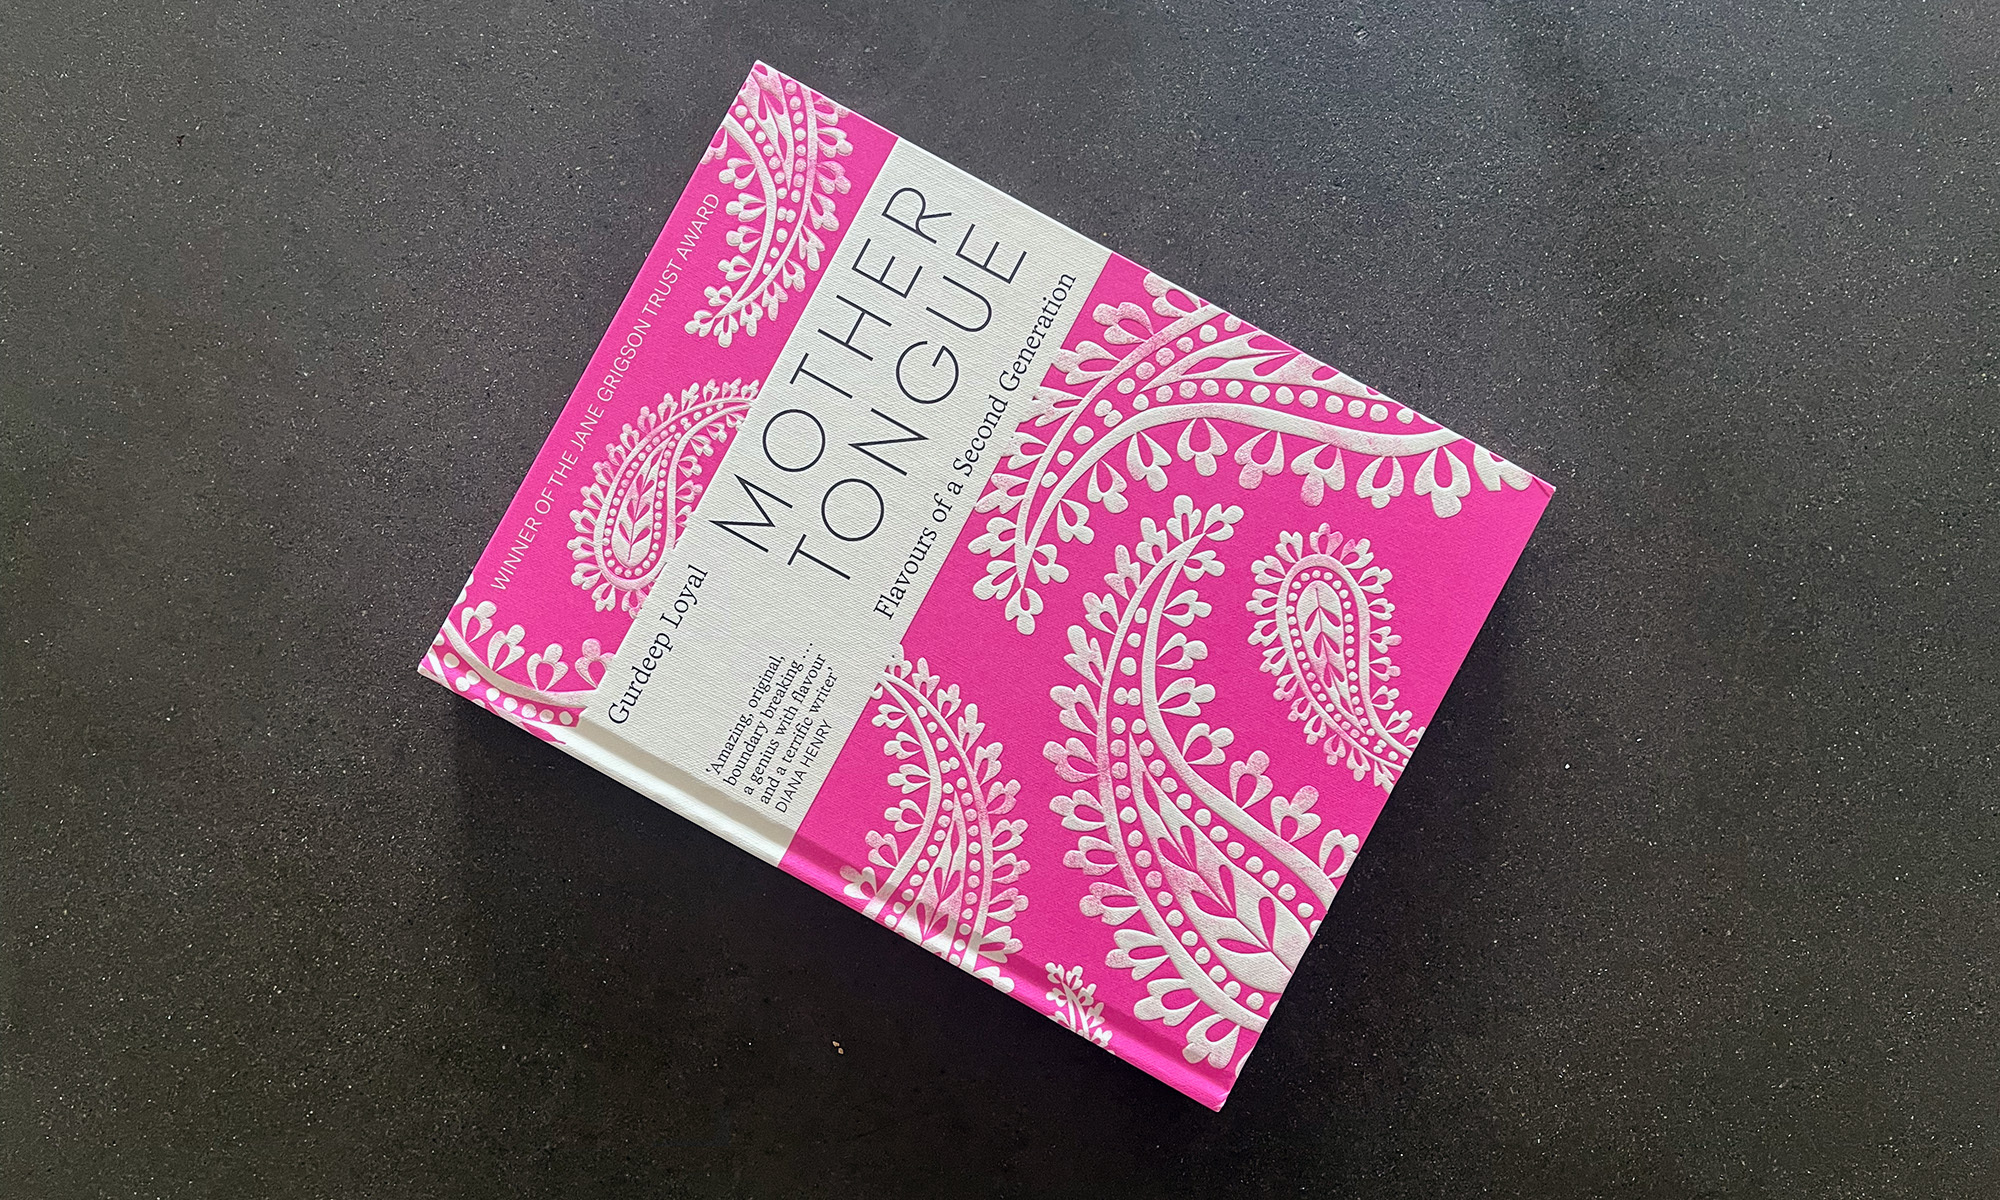 WINNER OF THE JANE GRIGSON TRUST AWARD
Gurdeep Loyal
MOTHER
TONGUE
Flavours of a Second Generation
‘Amazing, original,
boundary breaking ...
a genius with flavour
and a terrific writer’
DIANA HENRY